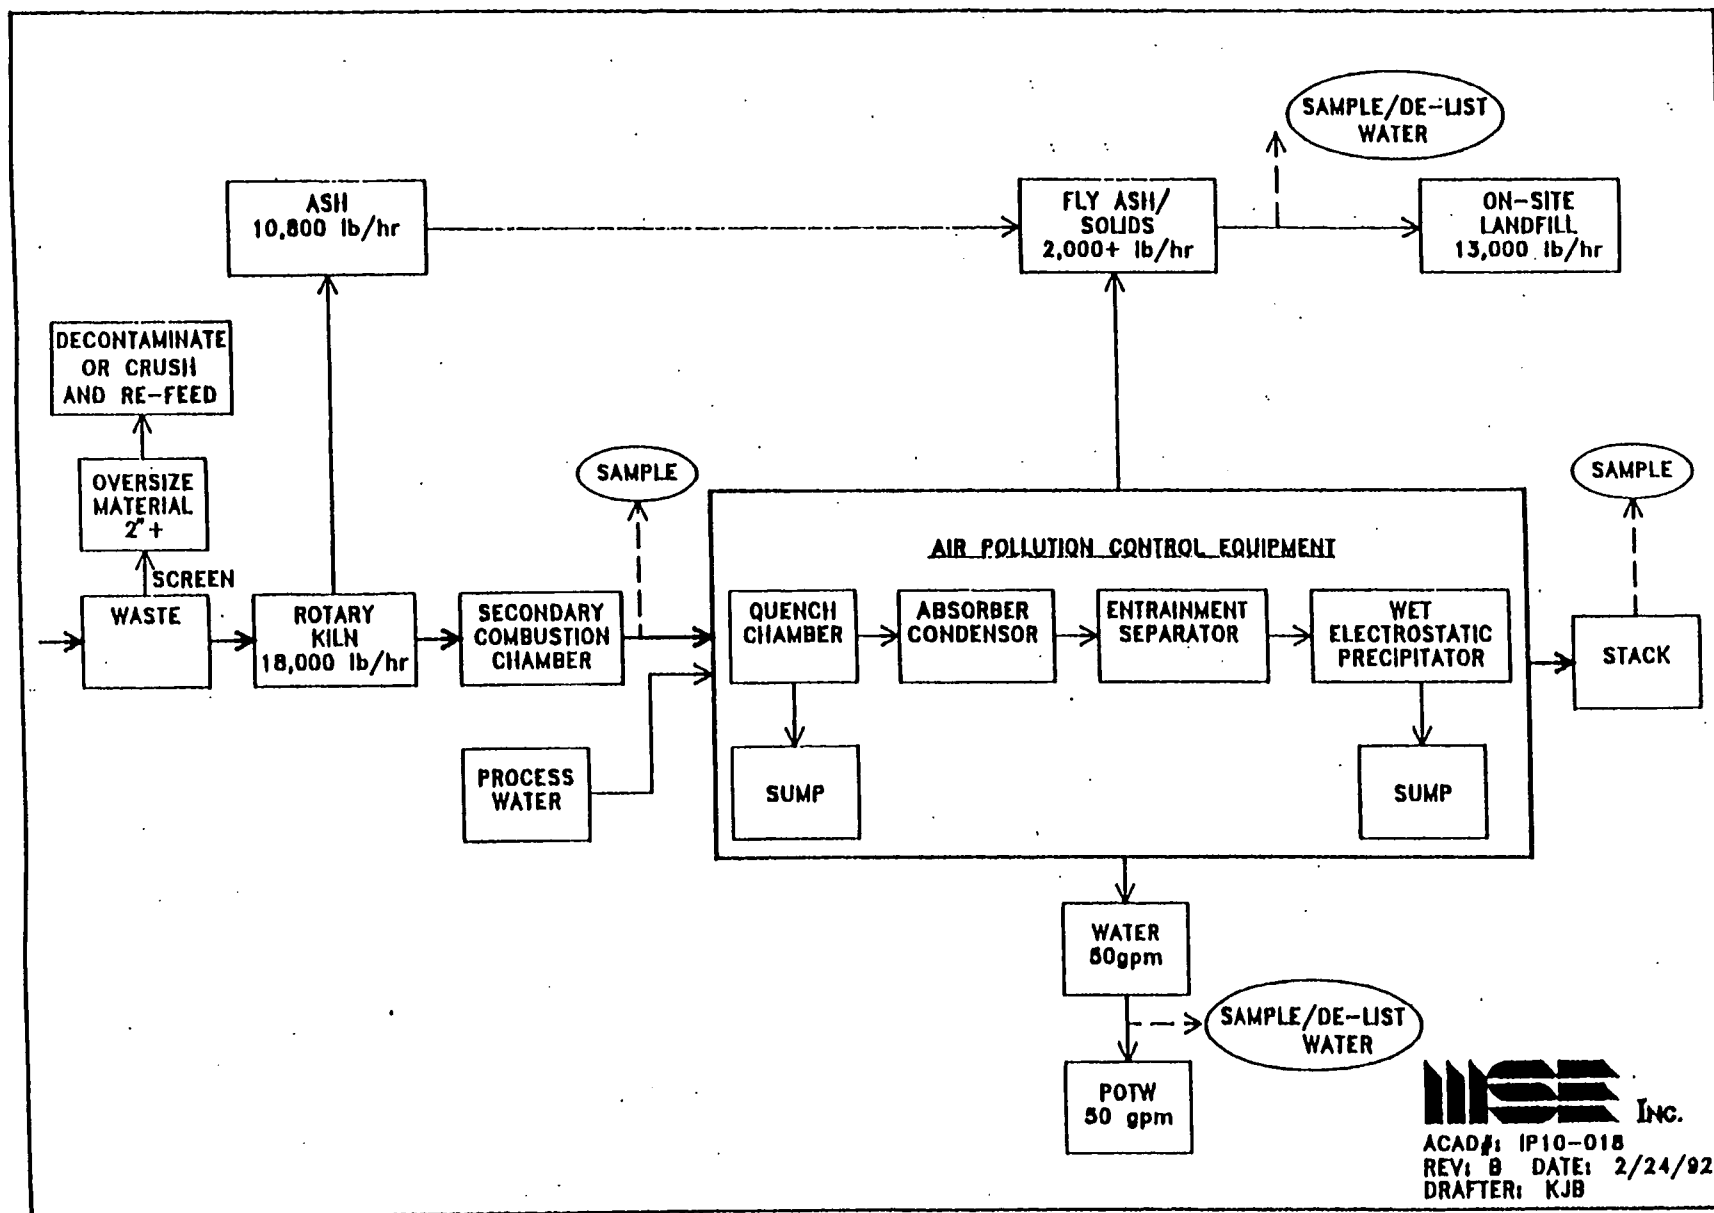 SAMPLE/DE-LIST
WATER
ASH
10,800 lb/hr
FLY ASH/
SOLIDS
2,000+ lb/hr
ON-SITE
LANDFILL
13,000 lb/hr
DECONTAMINATE
OR CRUSH
AND RE-FEED
OVERSIZE
MATERIAL
2"+
SCREEN
SAMPLE
SAMPLE
AIR POLLUTION CONTROL EQUIPMENT
WASTE
ROTARY
KILN
18,000 lb/hr
SECONDARY
COMBUSTION
CHAMBER
QUENCH
CHAMBER
ABSORBER
CONDENSOR
ENTRAINMENT
SEPARATOR
WET
ELECTROSTATIC
PRECIPITATOR
STACK
PROCESS
WATER
SUMP
SUMP
WATER
50gpm
SAMPLE/DE-LIST
WATER
POTW
50 gpm
MSE INC.
ACAD#: IP10-018
REV: B DATE: 2/24/92
DRAFTER: KJB